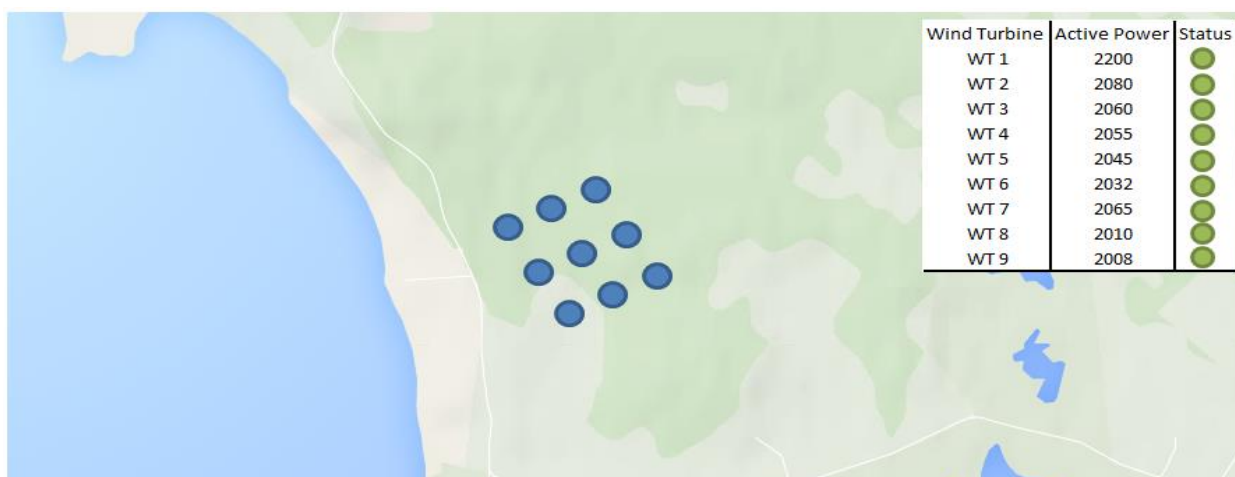 Wind Turbine Active Power Status
WT 1 2200
WT 2 2080
WT 3 2060
WT 4 2055
WT 5 2045
WT 6 2032
WT 7 2065
WT 8 2010
WT 9 2008